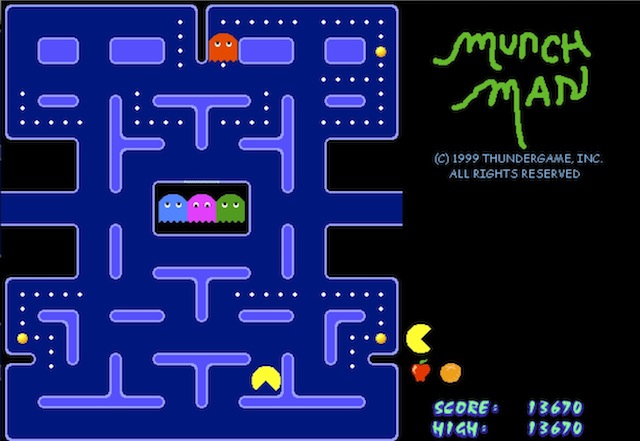 MUNCH
MAN
(C) 1999 THUNDERGAME, INC.
ALL RIGHTS RESERVED
SCORE: 13670
HIGH: 13670